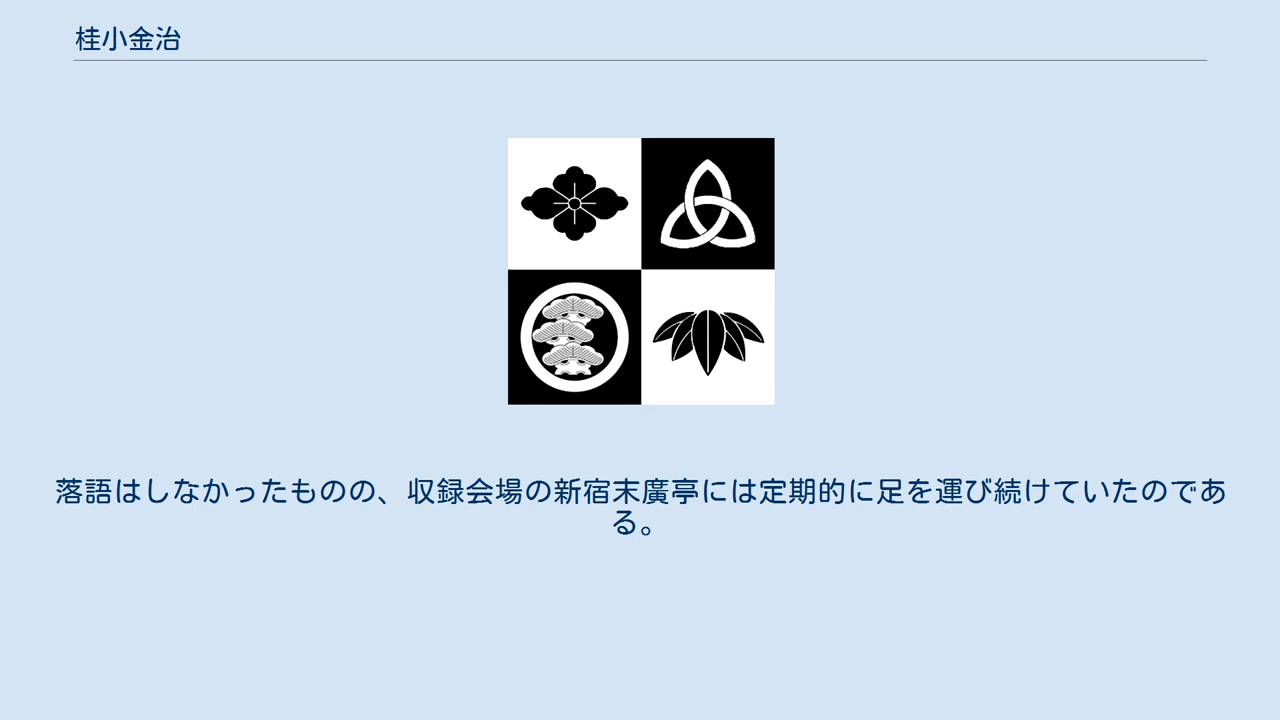 桂小金治
落語はしなかったものの、収録会場の新宿末廣亭には定期的に足を運び続けていたのであ
る。